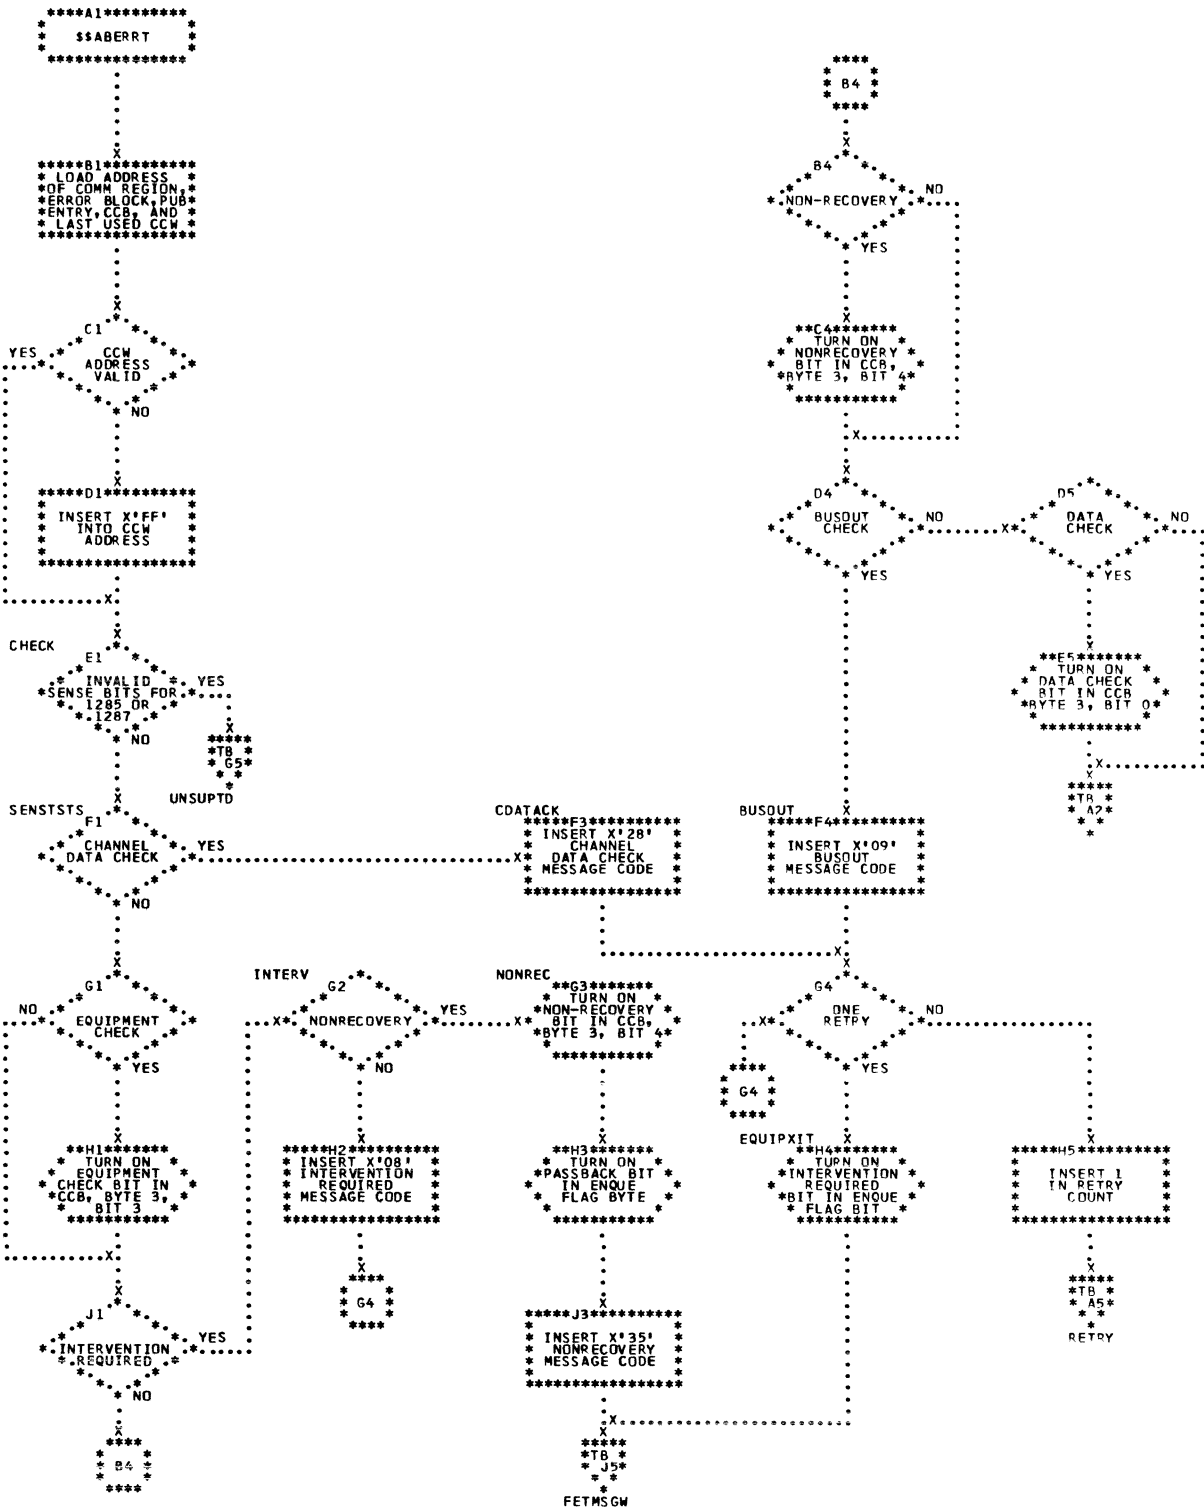 A1
$$ABERRT
B1
LOAD ADDRESS
OF COMM REGION,
ERROR BLOCK,PUB
ENTRY,CCB, AND
LAST USED CCW
C1
YES
CCW
ADDRESS
VALID
NO
D1
INSERT X'FF'
INTO CCW
ADDRESS
CHECK
E1
INVALID
SENSE BITS FOR
1285 OR
1287
YES
NO
TB
G5
UNSUPTD
SENSTSTS
F1
CHANNEL
DATA CHECK
YES
NO
G1
NO
EQUIPMENT
CHECK
YES
H1
TURN ON
EQUIPMENT
CHECK BIT IN
CCB, BYTE 3,
BIT 3
J1
INTERVENTION
REQUIRED
YES
NO
B4
INTERV
G2
NONRECOVERY
YES
NO
H2
INSERT X'08'
INTERVENTION
REQUIRED
MESSAGE CODE
G4
CDATACK
F3
INSERT X'28'
CHANNEL
DATA CHECK
MESSAGE CODE
NONREC
G3
TURN ON
NON-RECOVERY
BIT IN CCB,
BYTE 3, BIT 4
H3
TURN ON
PASSBACK BIT
IN ENQUE
FLAG BYTE
J3
INSERT X'35'
NONRECOVERY
MESSAGE CODE
TB
J5
FETMSGW
B4
B4
NON-RECOVERY
NO
YES
C4
TURN ON
NONRECOVERY
BIT IN CCB,
BYTE 3, BIT 4
D4
BUSOUT
CHECK
NO
YES
BUSOUT
F4
INSERT X'09'
BUSOUT
MESSAGE CODE
G4
ONE
RETRY
NO
YES
G4
EQUIPXIT
H4
TURN ON
INTERVENTION
REQUIRED
BIT IN ENQUE
FLAG BIT
D5
DATA
CHECK
NO
YES
E5
TURN ON
DATA CHECK
BIT IN CCB
BYTE 3, BIT 0
TB
A2
H5
INSERT 1
IN RETRY
COUNT
TB
A5
RETRY